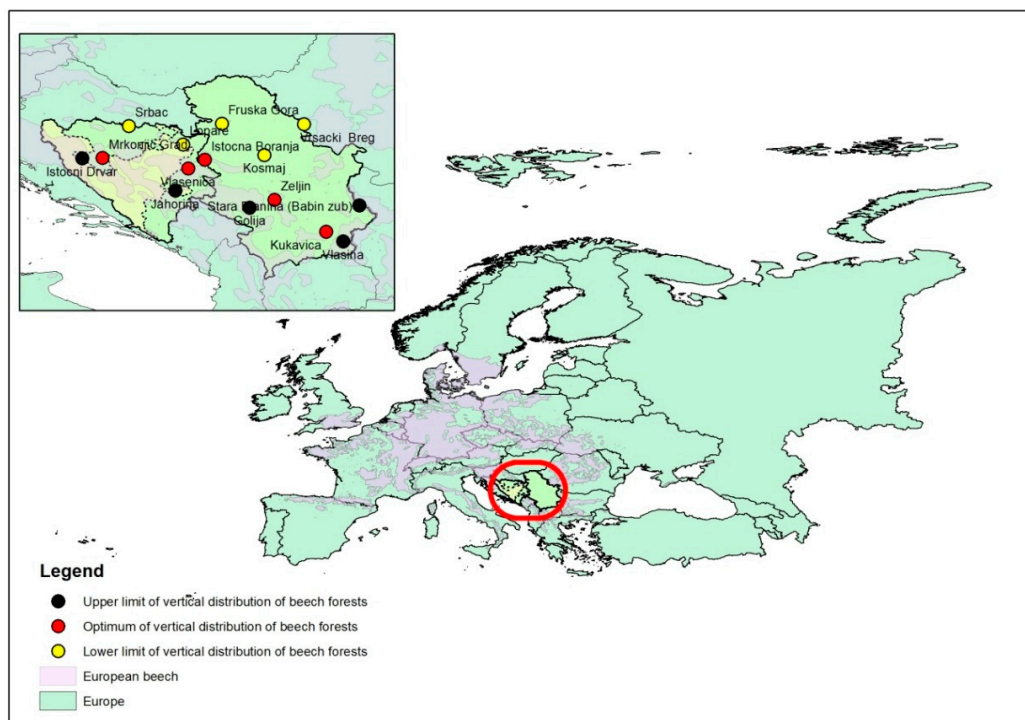 Srbac
Fruska Gora
Lopare
Vrsacki Breg
Mrkonjic Grad
Istocna Boranja
Istocni Drvar
Kosmaj
Vlasenica
Zeljin
Jahorina
Stara Planina (Babin zub)
Golija
Kukavica
Vlasina
Legend
Upper limit of vertical distribution of beech forests
Optimum of vertical distribution of beech forests
Lower limit of vertical distribution of beech forests
European beech
Europe